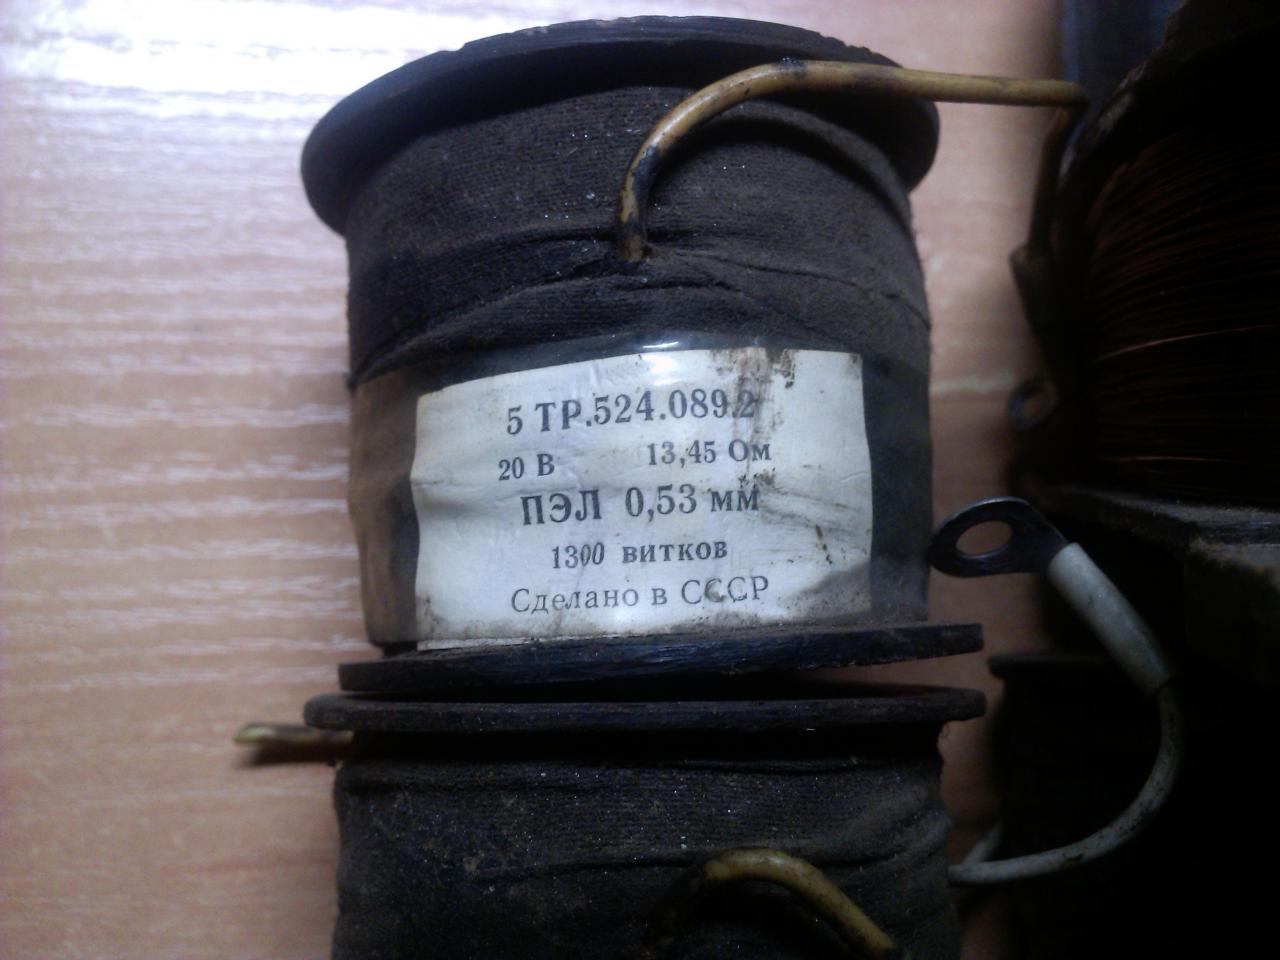 5 ТР.524.089.2
20 В 13,45 Ом
ПЭЛ 0,53 мм
1300 витков
Сделано в СССР